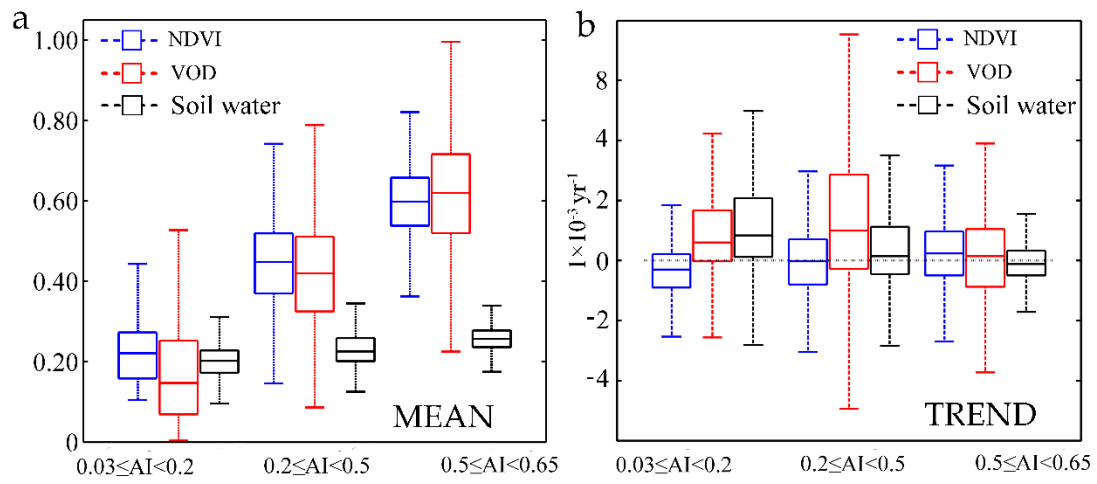 a
NDVI
VOD
Soil water
1.00
0.80
0.60
0.40
0.20
0
MEAN
0.03≤AI<0.2
0.2≤AI<0.5
0.5≤AI<0.65
b
NDVI
VOD
Soil water
1×10⁻³ yr⁻¹
8
4
2
0
-2
-4
TREND
0.03≤AI<0.2
0.2≤AI<0.5
0.5≤AI<0.65